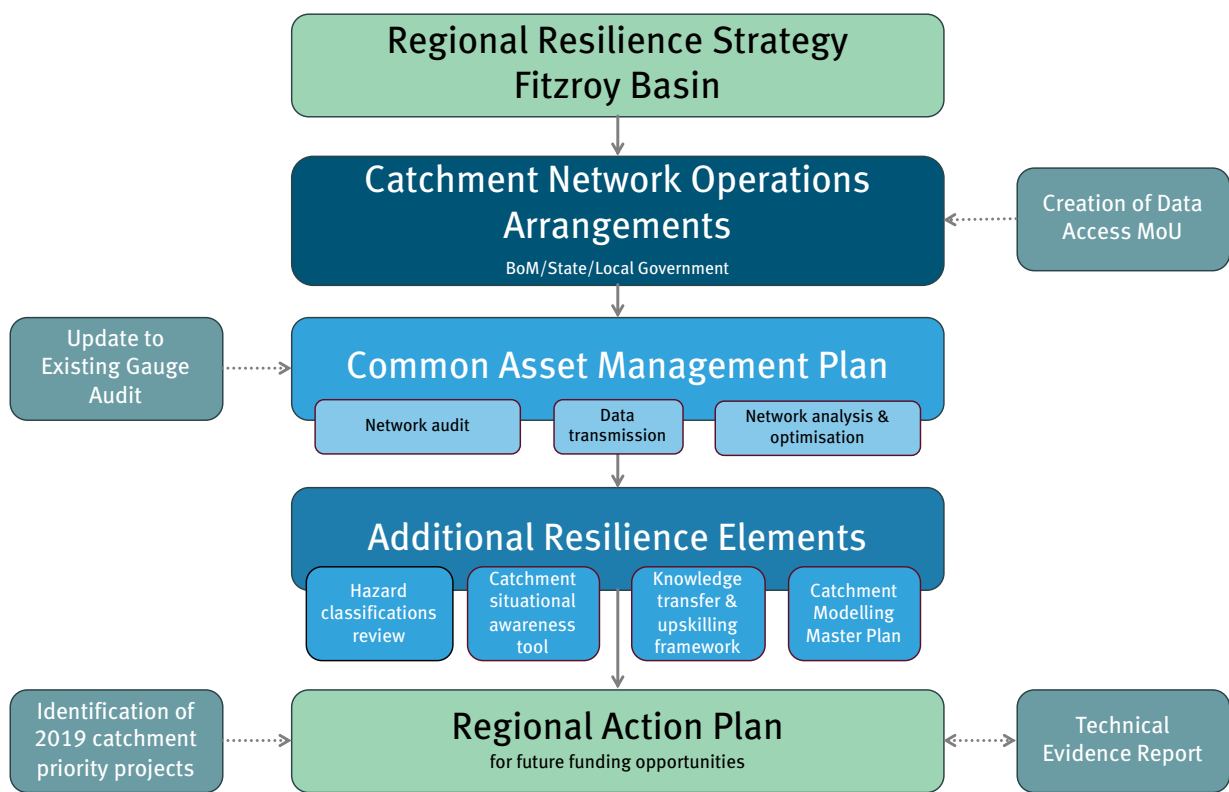 Regional Resilience Strategy
Fitzroy Basin
Catchment Network Operations
Arrangements
BoM/State/Local Government
Creation of Data
Access MoU
Update to
Existing Gauge
Audit
Common Asset Management Plan
Network audit
Data
transmission
Network analysis &
optimisation
Additional Resilience Elements
Hazard
classifications
review
Catchment
situational
awareness
tool
Knowledge
transfer &
upskilling
framework
Catchment
Modelling
Master Plan
Identification of
2019 catchment
priority projects
Regional Action Plan
for future funding opportunities
Technical
Evidence Report